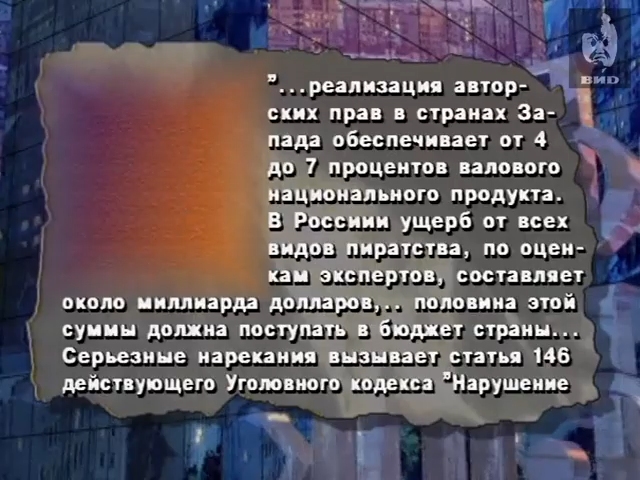 ВИD
"...реализация автор-
ских прав в странах За-
пада обеспечивает от 4
до 7 процентов валового
национального продукта.
В Россиии ущерб от всех
видов пиратства, по оцен-
кам экспертов, составляет
около миллиарда долларов,.. половина этой
суммы должна поступать в бюджет страны...
Серьезные нарекания вызывает статья 146
действующего Уголовного кодекса "Нарушение